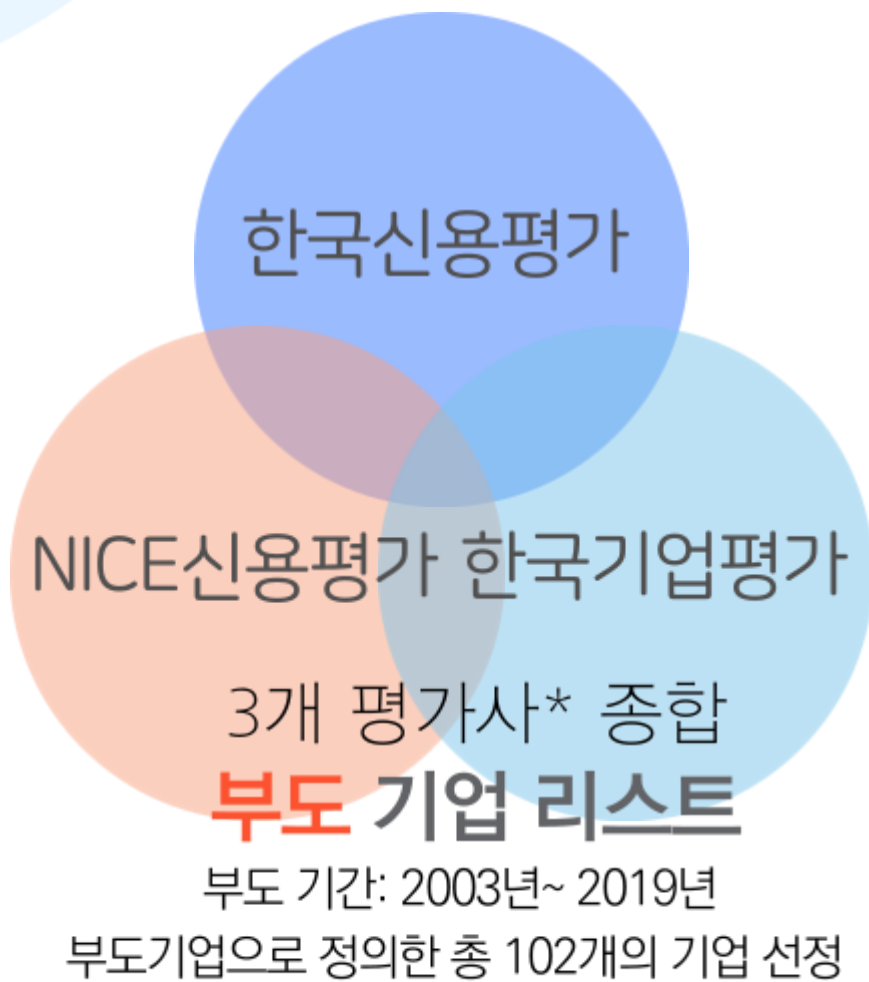 한국신용평가
NICE신용평가 한국기업평가
3개 평가사* 종합
부도 기업 리스트
부도 기간: 2003년~ 2019년
부도기업으로 정의한 총 102개의 기업 선정